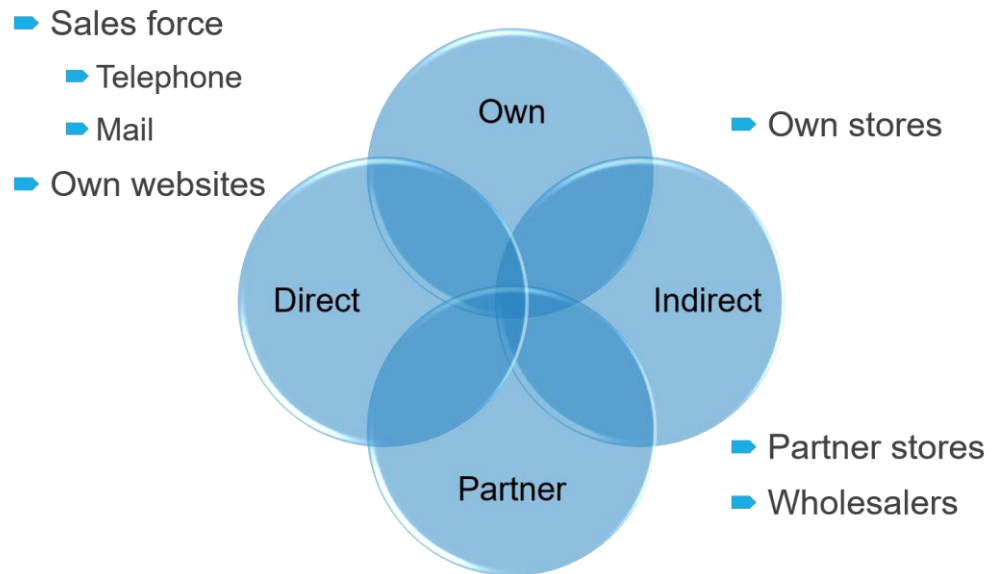 Sales force
Telephone
Mail
Own websites
Own
Own stores
Direct
Indirect
Partner
Partner stores
Wholesalers